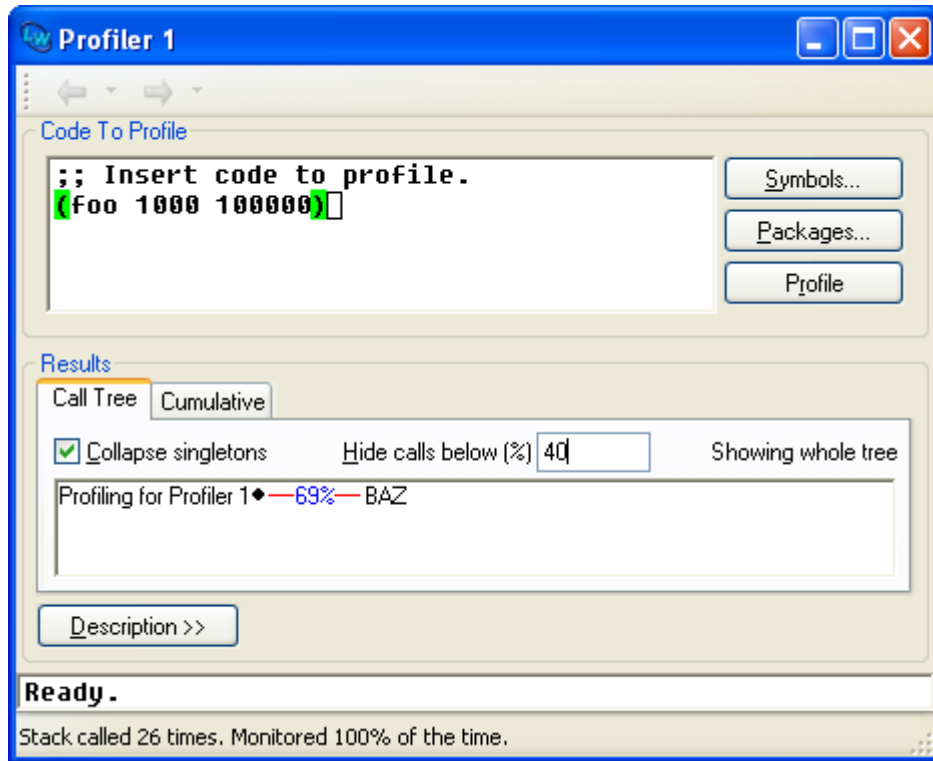 Profiler 1
Code To Profile
;; Insert code to profile.
(foo 1000 100000)
Symbols...
Packages...
Profile
Results
Call Tree Cumulative
Collapse singletons Hide calls below (%) 40 Showing whole tree
Profiling for Profiler 1 69% BAZ
Description >>
Ready.
Stack called 26 times. Monitored 100% of the time.